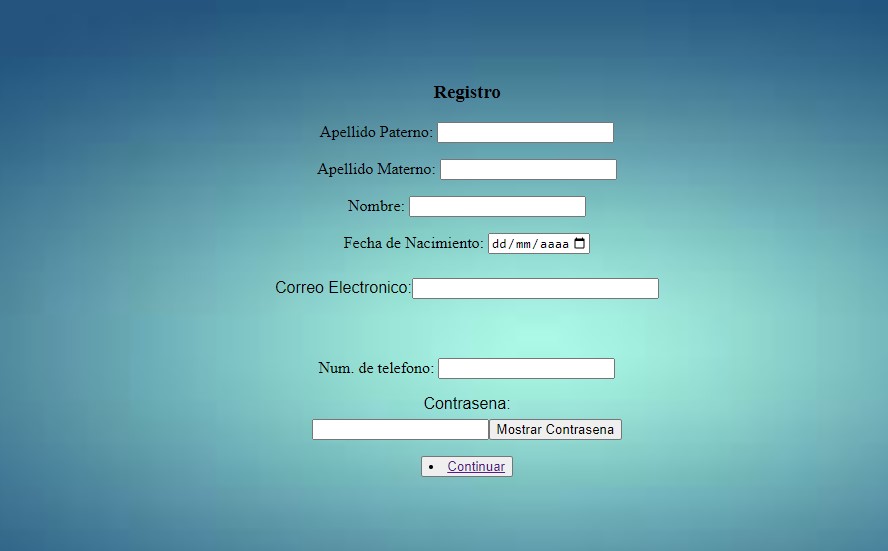 Registro
Apellido Paterno:
Apellido Materno:
Nombre:
Fecha de Nacimiento: dd/mm/aaaa
Correo Electronico:
Num. de telefono:
Contrasena:
Mostrar Contrasena
• Continuar